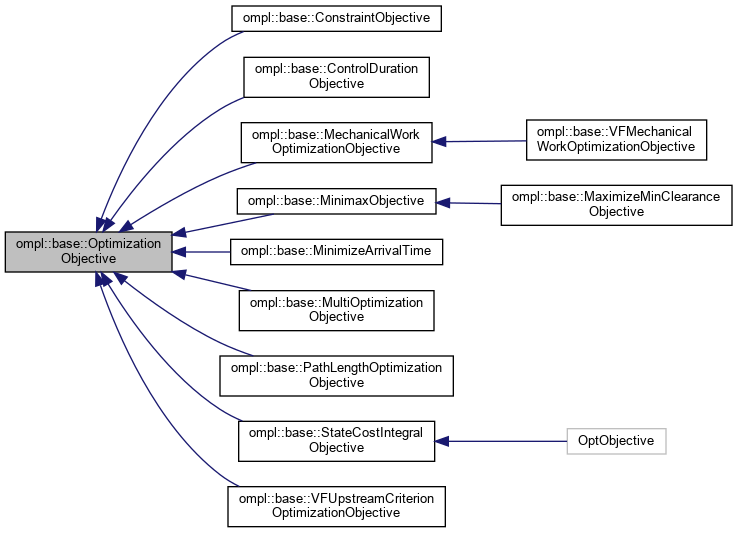 ompl::base::ConstraintObjective
ompl::base::ControlDuration
Objective
ompl::base::MechanicalWork
OptimizationObjective
ompl::base::VFMechanical
WorkOptimizationObjective
ompl::base::MinimaxObjective
ompl::base::MaximizeMinClearance
Objective
ompl::base::Optimization
Objective
ompl::base::MinimizeArrivalTime
ompl::base::MultiOptimization
Objective
ompl::base::PathLengthOptimization
Objective
ompl::base::StateCostIntegral
Objective
OptObjective
ompl::base::VFUpstreamCriterion
OptimizationObjective